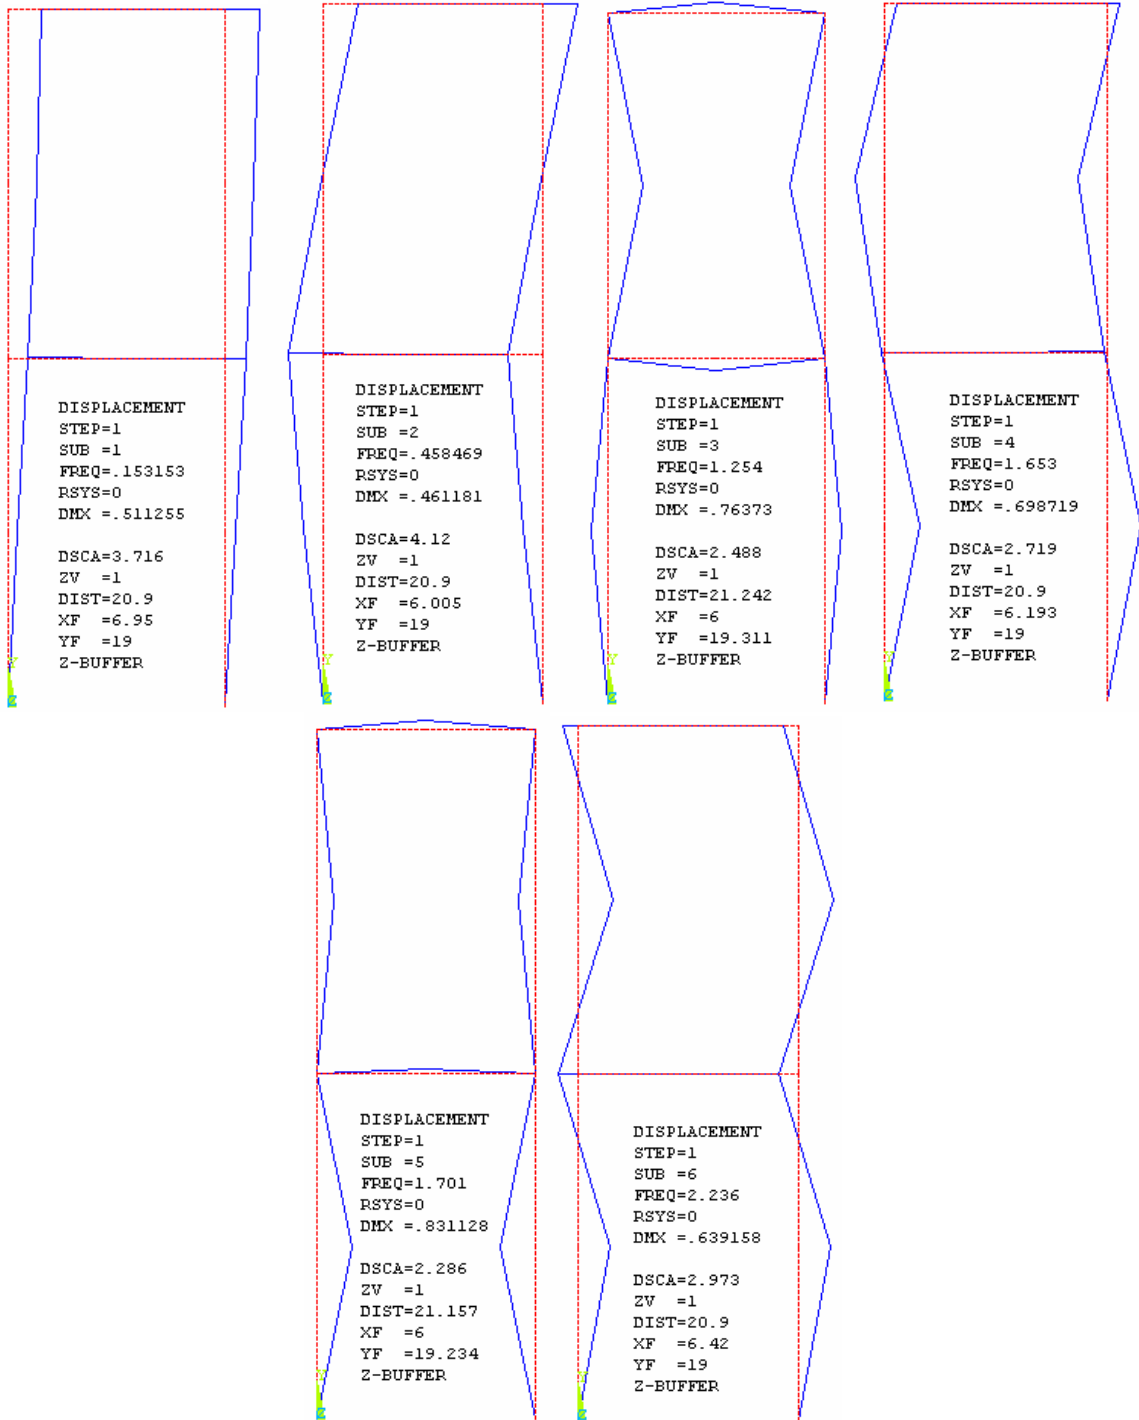 DISPLACEMENT
STEP=1
SUB =1
FREQ=.153153
RSYS=0
DMX =.511255
DSCA=3.716
ZV =1
DIST=20.9
XF =6.95
YF =19
Z-BUFFER
Y
Z
DISPLACEMENT
STEP=1
SUB =2
FREQ=.458469
RSYS=0
DMX =.461181
DSCA=4.12
ZV =1
DIST=20.9
XF =6.005
YF =19
Z-BUFFER
Y
Z
DISPLACEMENT
STEP=1
SUB =3
FREQ=1.254
RSYS=0
DMX =.76373
DSCA=2.488
ZV =1
DIST=21.242
XF =6
YF =19.311
Z-BUFFER
Y
Z
DISPLACEMENT
STEP=1
SUB =4
FREQ=1.653
RSYS=0
DMX =.698719
DSCA=2.719
ZV =1
DIST=20.9
XF =6.193
YF =19
Z-BUFFER
Y
Z
DISPLACEMENT
STEP=1
SUB =5
FREQ=1.701
RSYS=0
DMX =.831128
DSCA=2.286
ZV =1
DIST=21.157
XF =6
YF =19.234
Z-BUFFER
Y
Z
DISPLACEMENT
STEP=1
SUB =6
FREQ=2.236
RSYS=0
DMX =.639158
DSCA=2.973
ZV =1
DIST=20.9
XF =6.42
YF =19
Z-BUFFER
Y
Z